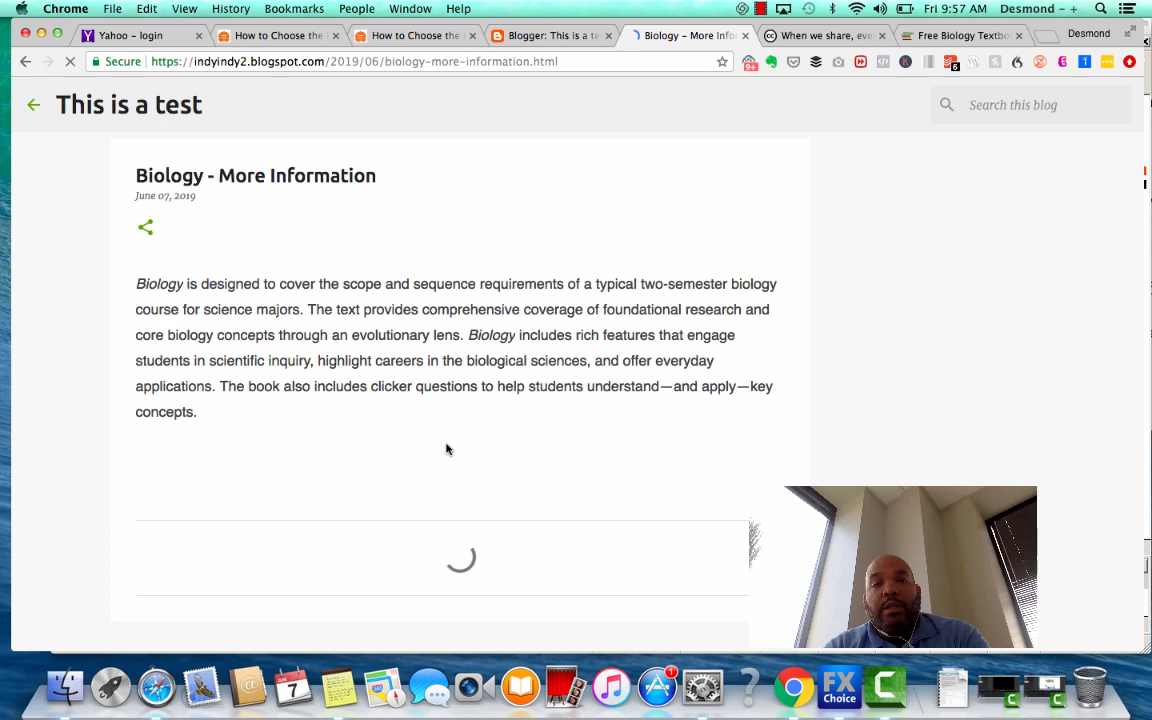 Chrome File Edit View History Bookmarks People Window Help Fri 9:57 AM Desmond - +
Yahoo - login
How to Choose the
How to Choose the
Blogger: This is a te
Biology - More Infor
When we share, eve
Free Biology Textbo
Desmond
Secure https://indyindy2.blogspot.com/2019/06/biology-more-information.html
9+
6
This is a test
Search this blog
Biology - More Information
June 07, 2019
Biology is designed to cover the scope and sequence requirements of a typical two-semester biology
course for science majors. The text provides comprehensive coverage of foundational research and
core biology concepts through an evolutionary lens. Biology includes rich features that engage
students in scientific inquiry, highlight careers in the biological sciences, and offer everyday
applications. The book also includes clicker questions to help students understand—and apply—key
concepts.
7
1
FX
Choice